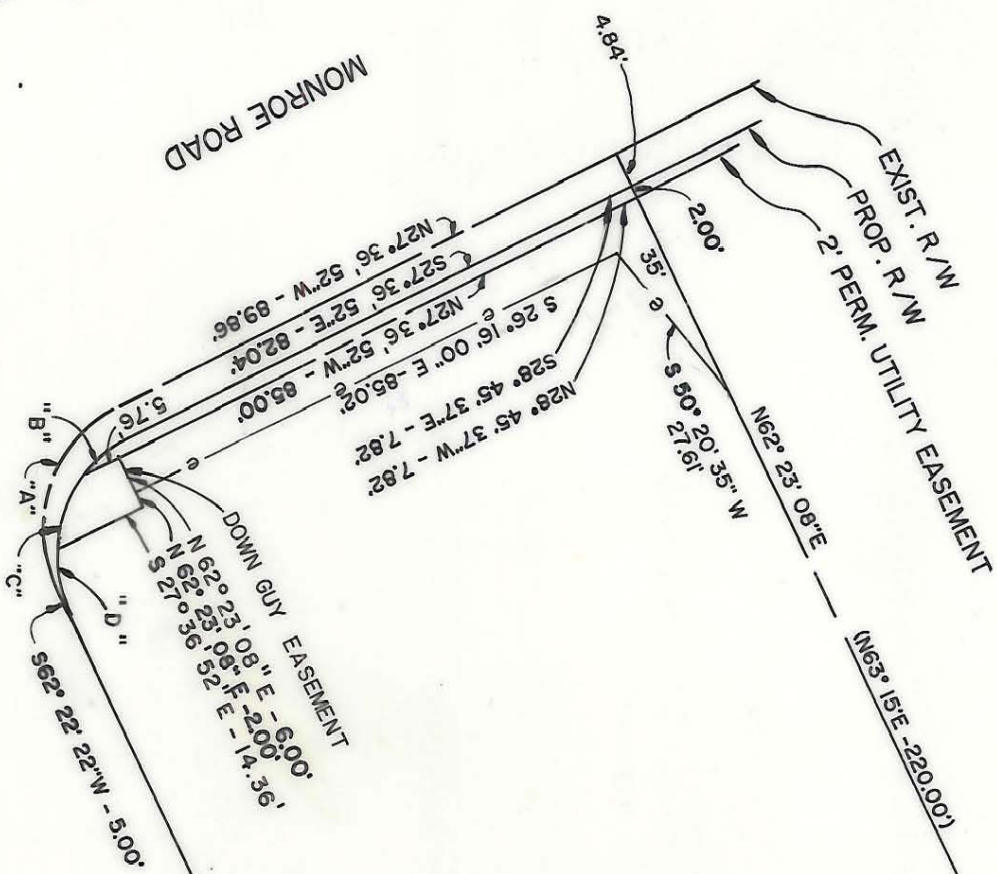 4.84'
MONROE ROAD
EXIST. R/W
PROP. R/W
2' PERM. UTILITY EASEMENT
2.00'
35'
e
S 50° 20' 35" W
27.61'
N62° 23' 08"E
(N63° 15'E -220.00')
N27° 36' 52"W - 89.86'
S27° 36' 52"E - 82.04'
N27° 36' 52"W - 85.00'
S 26° 16' 00" E -85.02'
e
S28° 45' 37"E - 7.82'
N28° 45' 37"W - 7.82'
5.76'
e
"B"
"A"
"C"
"D"
DOWN GUY EASEMENT
N 62° 23' 08" E - 6.00'
N 62° 23' 08" E -2.00'
S 27° 36' 52" E - 14.36'
S62° 22' 22"W - 5.00'